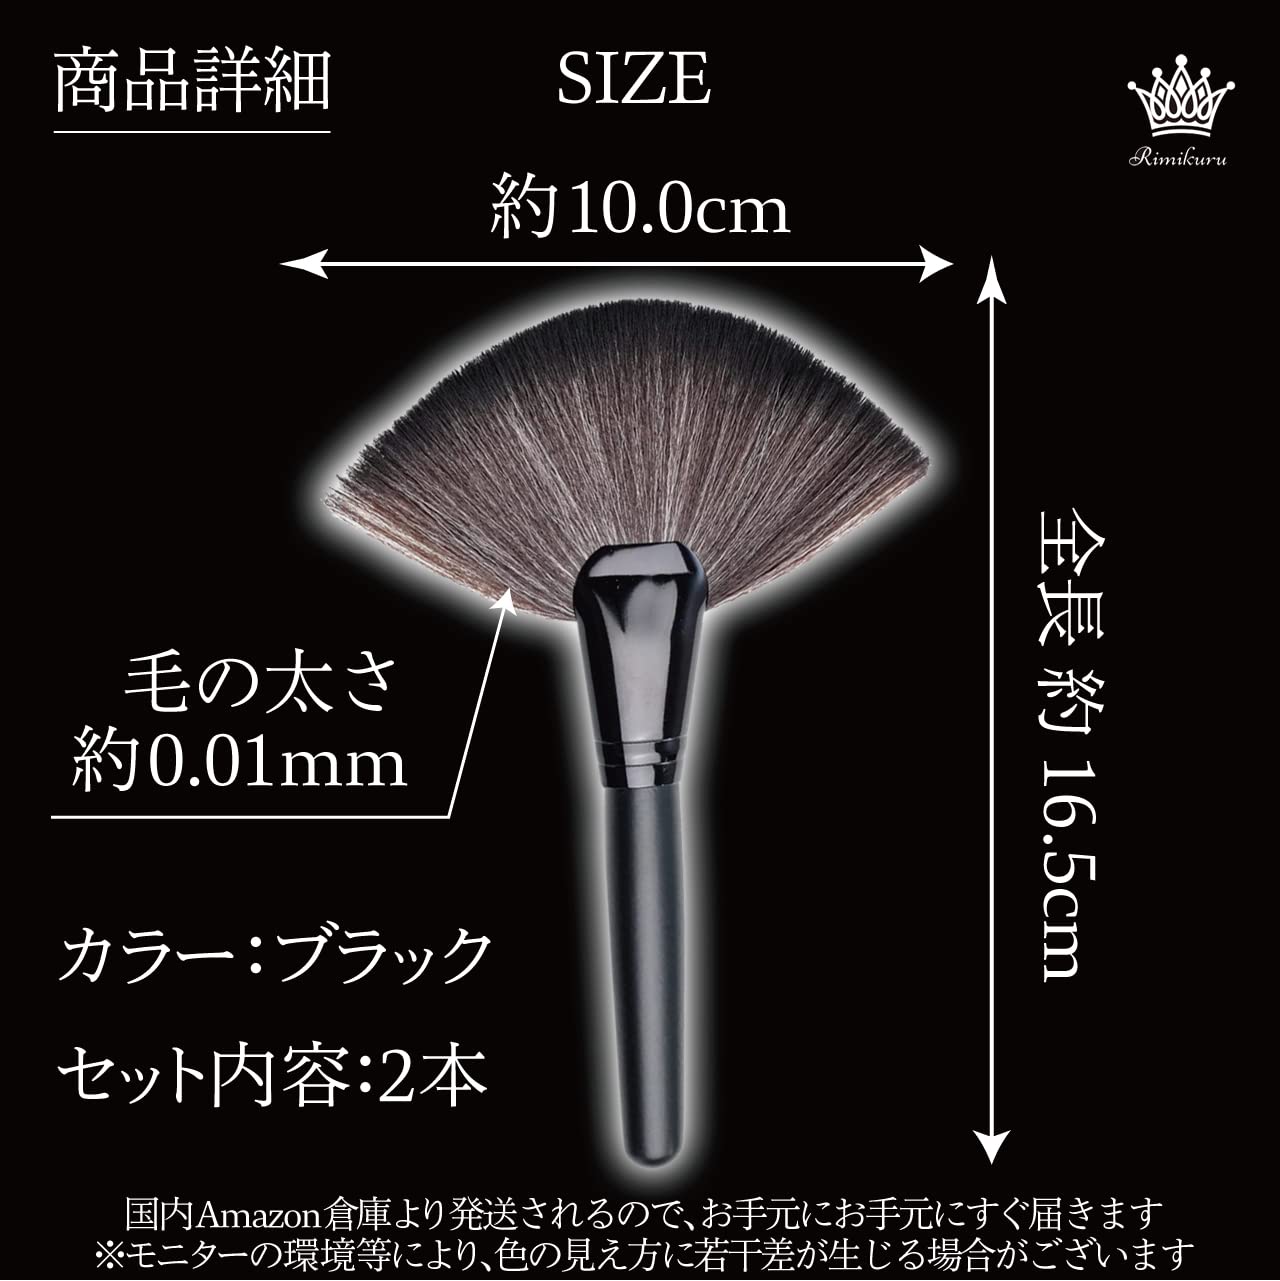 商品詳細
SIZE
Rimikuru
約10.0cm
全長 約 16.5cm
毛の太さ
約0.01mm
カラー：ブラック
セット内容：2本
国内Amazon倉庫より発送されるので、お手元にお手元にすぐ届きます
※モニターの環境等により、色の見え方に若干差が生じる場合がございます